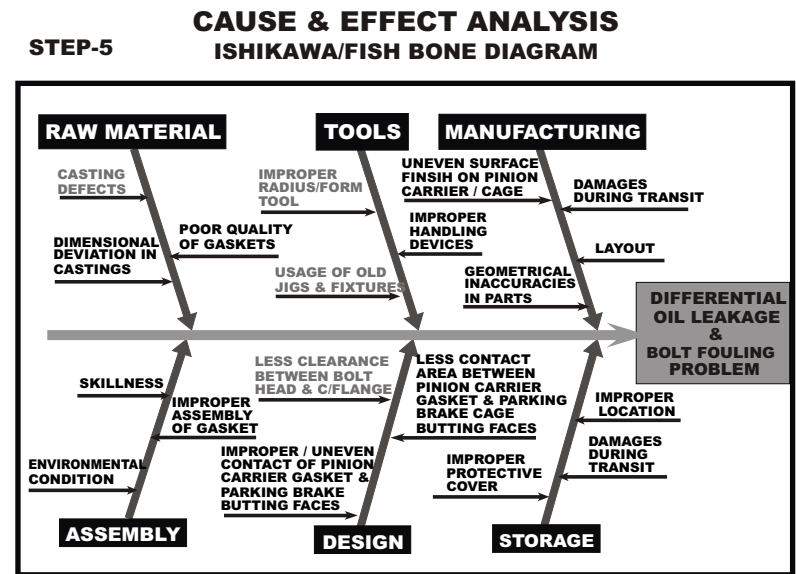 CAUSE & EFFECT ANALYSIS
STEP-5
ISHIKAWA/FISH BONE DIAGRAM
RAW MATERIAL
CASTING
DEFECTS
POOR QUALITY
OF GASKETS
DIMENSIONAL
DEVIATION IN
CASTINGS
TOOLS
IMPROPER
RADIUS/FORM
TOOL
IMPROPER
HANDLING
DEVICES
USAGE OF OLD
JIGS & FIXTURES
MANUFACTURING
UNEVEN SURFACE
FINSIH ON PINION
CARRIER / CAGE
DAMAGES
DURING TRANSIT
LAYOUT
GEOMETRICAL
INACCURACIES
IN PARTS
DIFFERENTIAL
OIL LEAKAGE
&
BOLT FOULING
PROBLEM
SKILLNESS
IMPROPER
ASSEMBLY
OF GASKET
ENVIRONMENTAL
CONDITION
ASSEMBLY
LESS CLEARANCE
BETWEEN BOLT
HEAD & C/FLANGE
LESS CONTACT
AREA BETWEEN
PINION CARRIER
GASKET & PARKING
BRAKE CAGE
BUTTING FACES
IMPROPER / UNEVEN
CONTACT OF PINION
CARRIER GASKET &
PARKING BRAKE
BUTTING FACES
DESIGN
IMPROPER
LOCATION
DAMAGES
DURING
TRANSIT
IMPROPER
PROTECTIVE
COVER
STORAGE